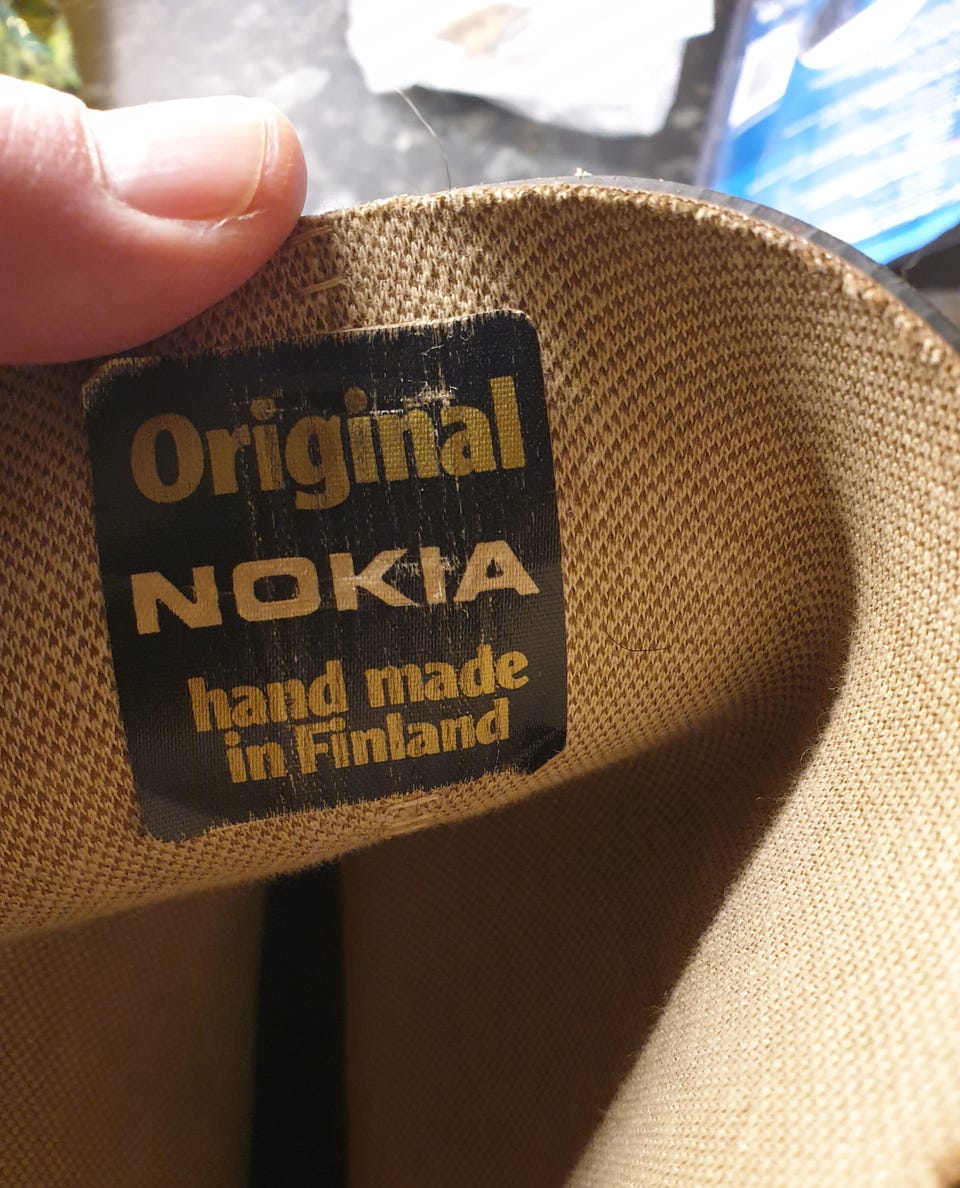 Original
NOKIA
hand made
in Finland